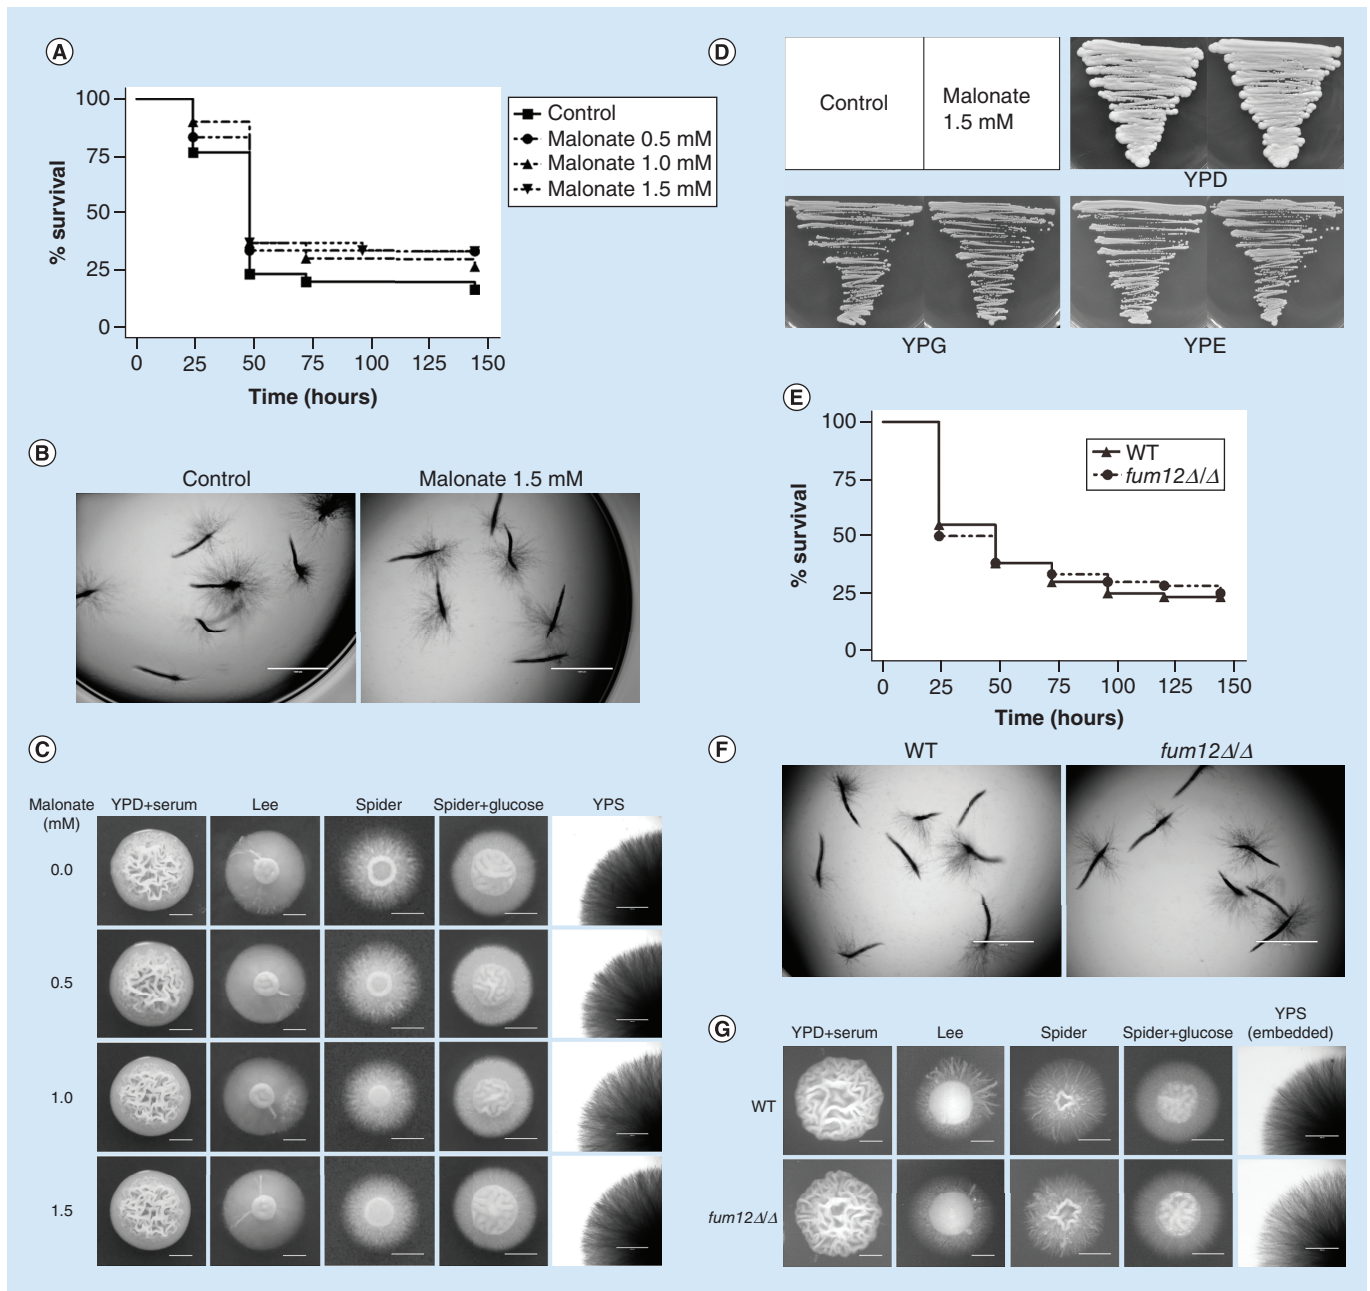 A
100
75
50
25
0
% survival
0 25 50 75 100 125 150
Time (hours)
Control
Malonate 0.5 mM
Malonate 1.0 mM
Malonate 1.5 mM
B
Control Malonate 1.5 mM
C
Malonate (mM) YPD+serum Lee Spider Spider+glucose YPS
0.0
0.5
1.0
1.5
D
Control Malonate 1.5 mM
YPD
YPG YPE
E
100
75
50
25
0
% survival
0 25 50 75 100 125 150
Time (hours)
WT
fum12Δ/Δ
F
WT fum12Δ/Δ
G
YPD+serum Lee Spider Spider+glucose YPS (embedded)
WT
fum12Δ/Δ